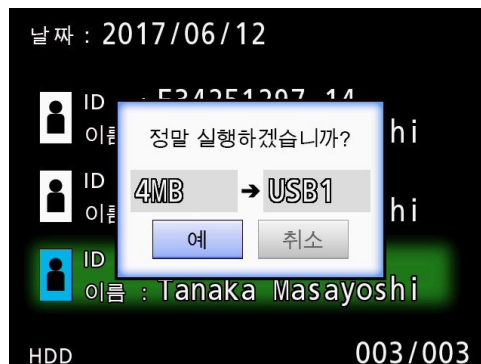 날짜 : 2017/06/12
ID
이름
hi
정말 실행하겠습니까?
4MB → USB1
예 취소
ID
이름
hi
ID
이름 : Tanaka Masayoshi
HDD 003/003